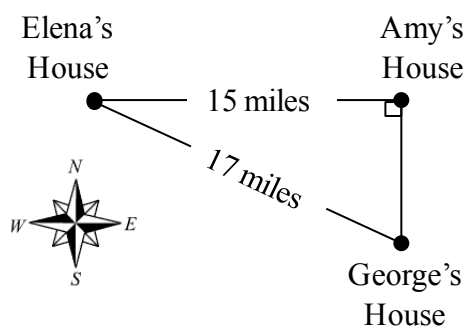 Elena’s
House
Amy’s
House
15 miles
17 miles
N
W
E
S
George’s
House